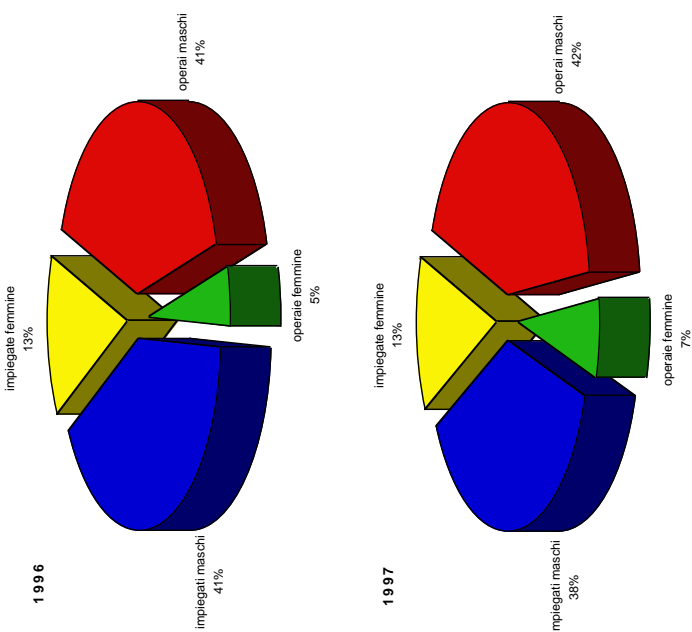 1996
impiegate femmine
13%
operai maschi
41%
impiegati maschi
41%
operaie femmine
5%
1997
impiegate femmine
13%
operai maschi
42%
mpiegati maschi
38%
operaie femmine
7%